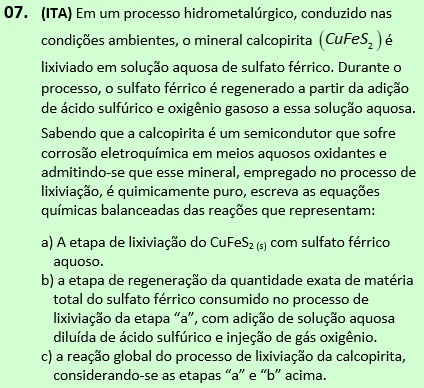 07. (ITA) Em um processo hidrometalúrgico, conduzido nas
condições ambientes, o mineral calcopirita (CuFeS₂) é
lixiviado em solução aquosa de sulfato férrico. Durante o
processo, o sulfato férrico é regenerado a partir da adição
de ácido sulfúrico e oxigênio gasoso a essa solução aquosa.
Sabendo que a calcopirita é um semicondutor que sofre
corrosão eletroquímica em meios aquosos oxidantes e
admitindo-se que esse mineral, empregado no processo de
lixiviação, é quimicamente puro, escreva as equações
químicas balanceadas das reações que representam:
a) A etapa de lixiviação do CuFeS₂ (s) com sulfato férrico
aquoso.
b) a etapa de regeneração da quantidade exata de matéria
total do sulfato férrico consumido no processo de
lixiviação da etapa “a”, com adição de solução aquosa
diluída de ácido sulfúrico e injeção de gás oxigênio.
c) a reação global do processo de lixiviação da calcopirita,
considerando-se as etapas “a” e “b” acima.